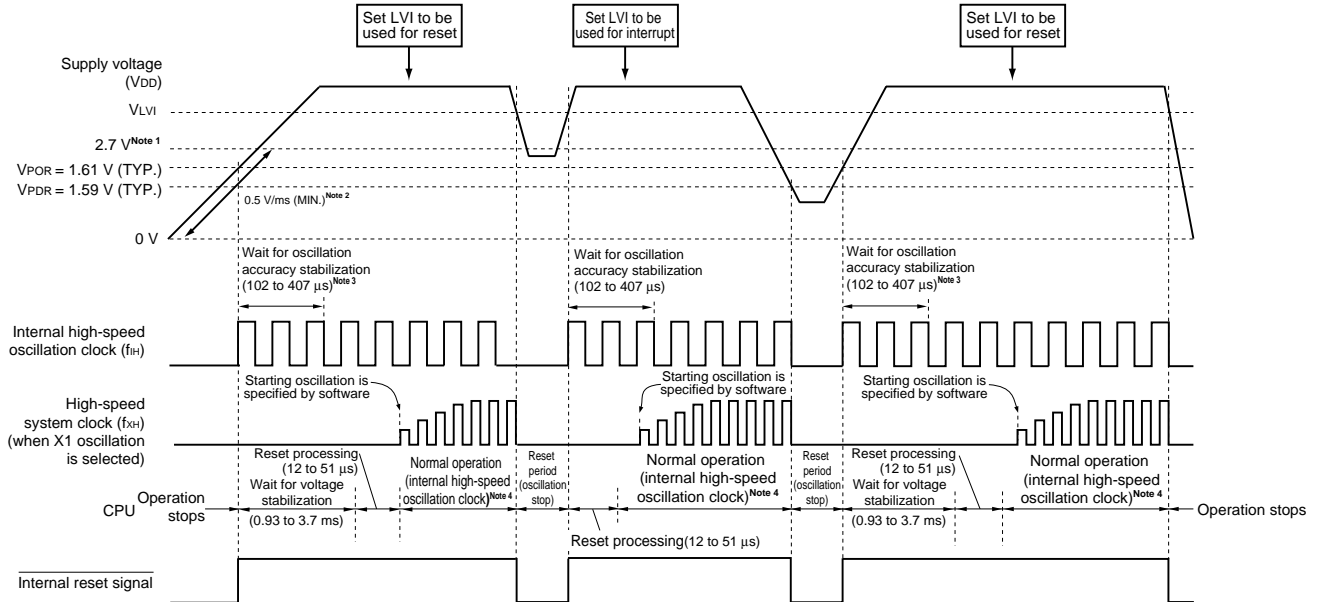 Set LVI to be
used for reset
Set LVI to be
used for interrupt
Set LVI to be
used for reset
Supply voltage
(VDD)
VLVI
2.7 V Note 1
VPOR = 1.61 V (TYP.)
VPDR = 1.59 V (TYP.)
0.5 V/ms (MIN.) Note 2
0 V
Wait for oscillation
accuracy stabilization
(102 to 407 µs) Note 3
Wait for oscillation
accuracy stabilization
(102 to 407 µs)
Wait for oscillation
accuracy stabilization
(102 to 407 µs) Note 3
Internal high-speed
oscillation clock (fIH)
Starting oscillation is
specified by software
Starting oscillation is
specified by software
Starting oscillation is
specified by software
High-speed
system clock (fXH)
(when X1 oscillation
is selected)
Reset processing
(12 to 51 µs)
Wait for voltage
stabilization
(0.93 to 3.7 ms)
Normal operation
(internal high-speed
oscillation clock) Note 4
Reset
period
(oscillation
stop)
Reset processing(12 to 51 µs)
Normal operation
(internal high-speed
oscillation clock) Note 4
Reset
period
(oscillation
stop)
Reset processing
(12 to 51 µs)
Wait for voltage
stabilization
(0.93 to 3.7 ms)
Normal operation
(internal high-speed
oscillation clock) Note 4
CPU
Operation
stops
Operation stops
Internal reset signal